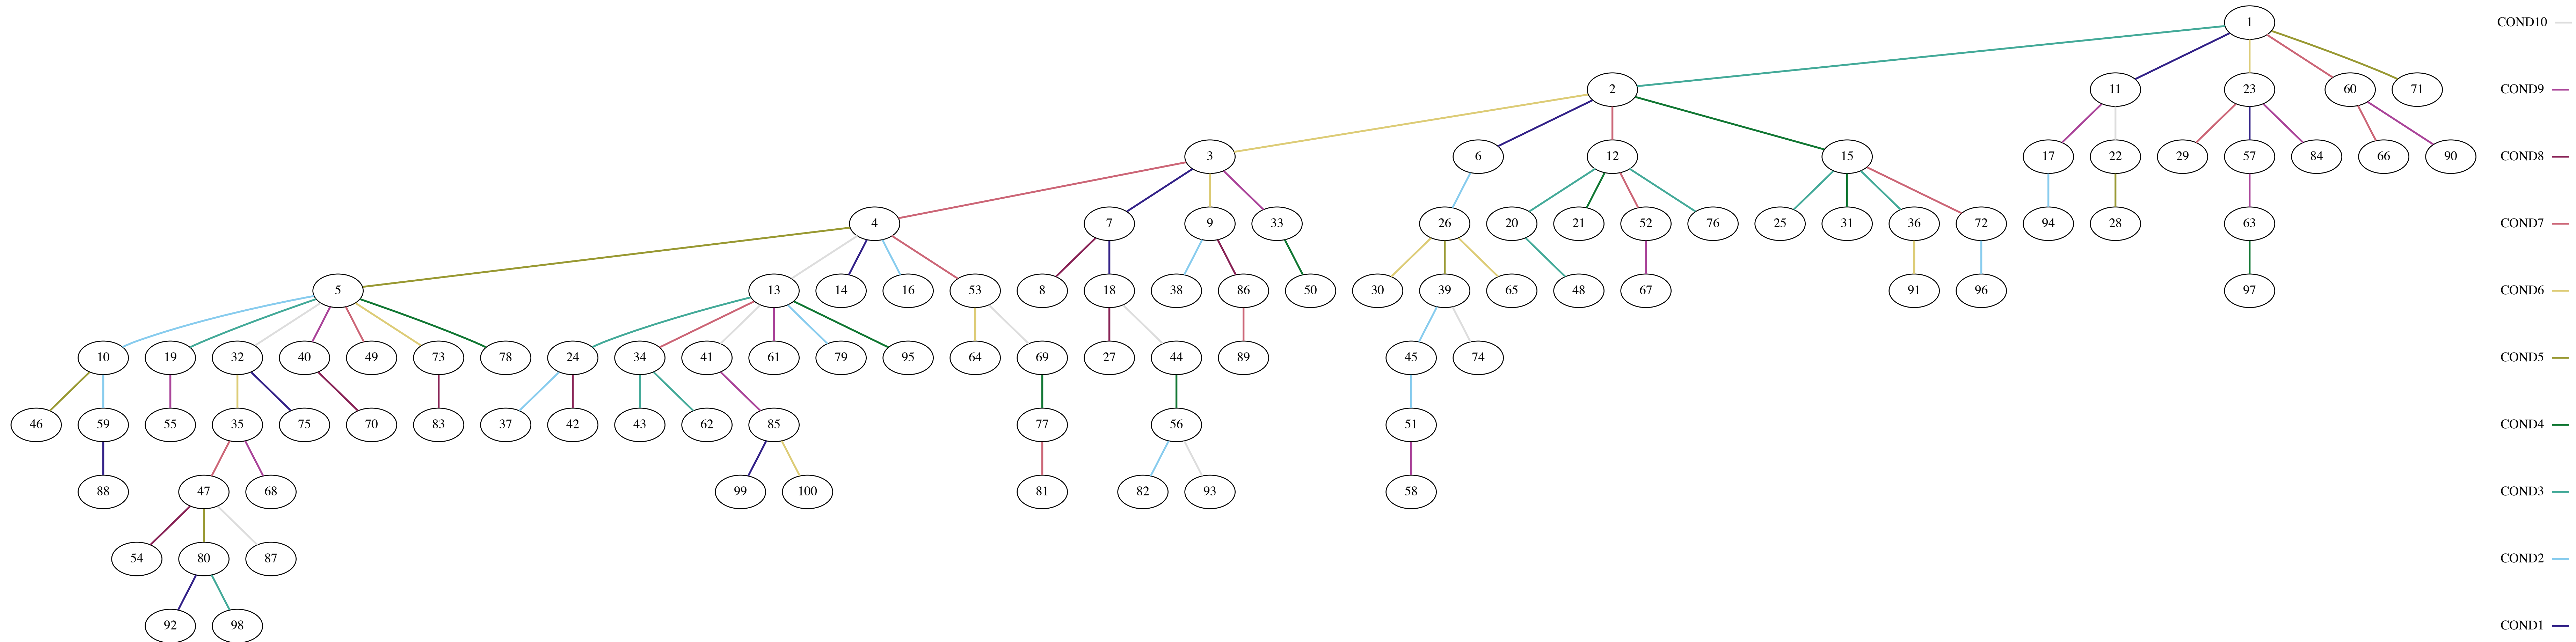 1 COND10
2 11 23 60 71 COND9
3 6 12 15 17 22 29 57 84 66 90 COND8
4 7 9 33 26 20 21 52 76 25 31 36 72 94 28 63 COND7
5 13 14 16 53 8 18 38 86 50 30 39 65 48 67 91 96 97 COND6
10 19 32 40 49 73 78 24 34 41 61 79 95 64 69 27 44 89 45 74 COND5
46 59 55 35 75 70 83 37 42 43 62 85 77 56 51 COND4
88 47 68 99 100 81 82 93 58 COND3
54 80 87 COND2
92 98 COND1